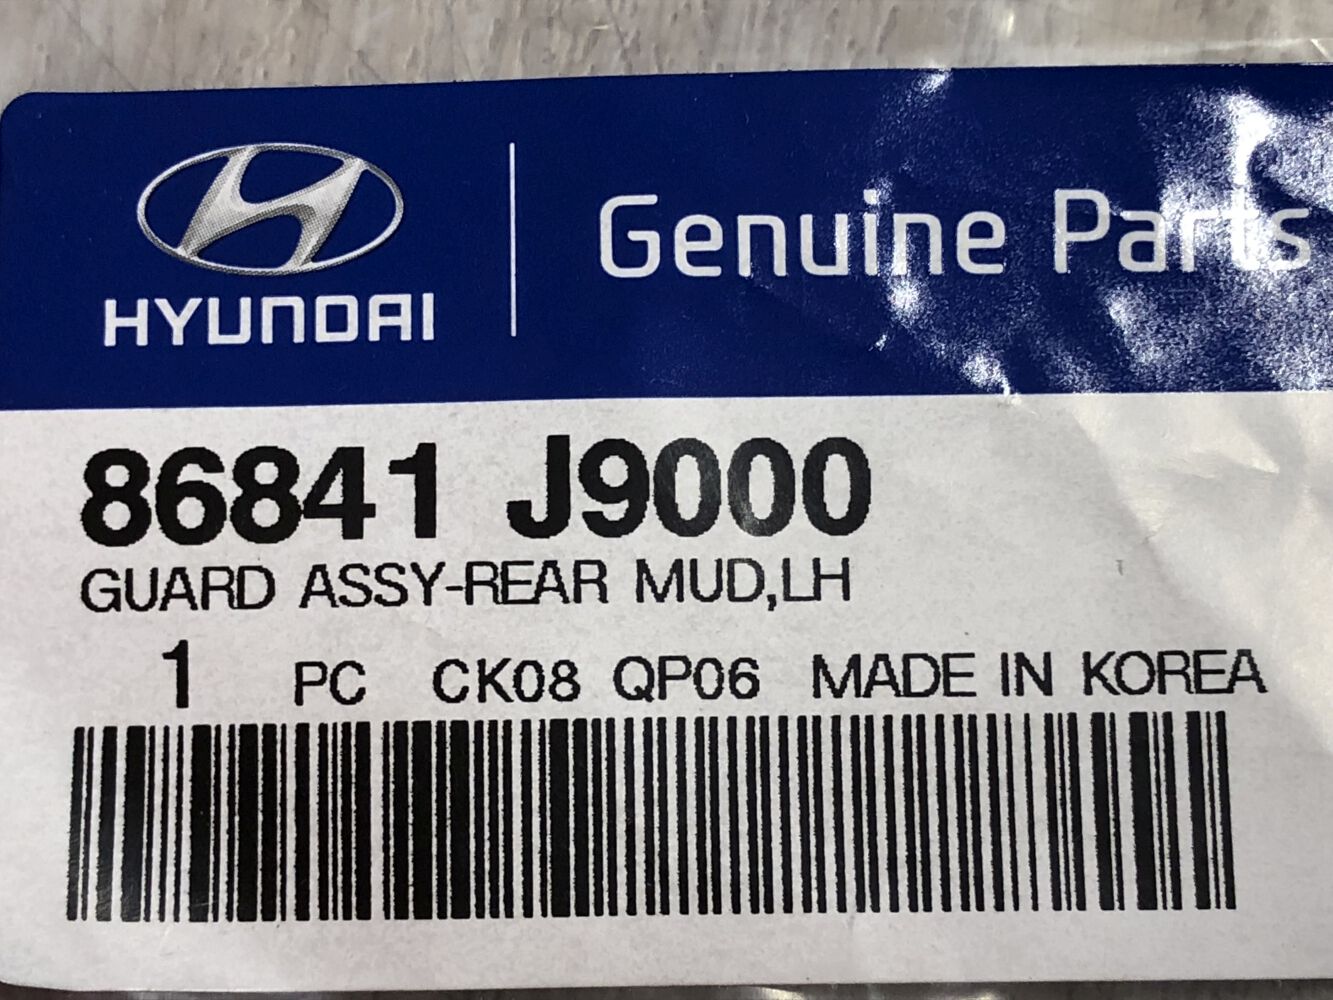 HYUNDAI
Genuine Parts
86841 J9000
GUARD ASSY-REAR MUD,LH
1 PC CK08 QP06 MADE IN KOREA